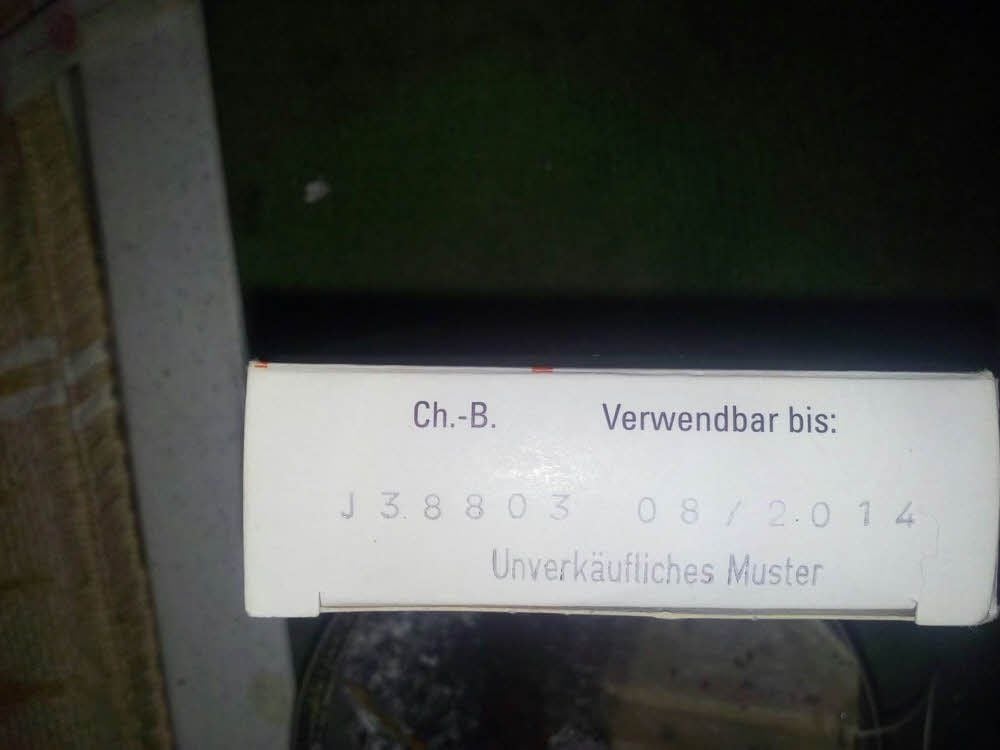 Ch.-B. Verwendbar bis:
J38803 08/2014
Unverkäufliches Muster